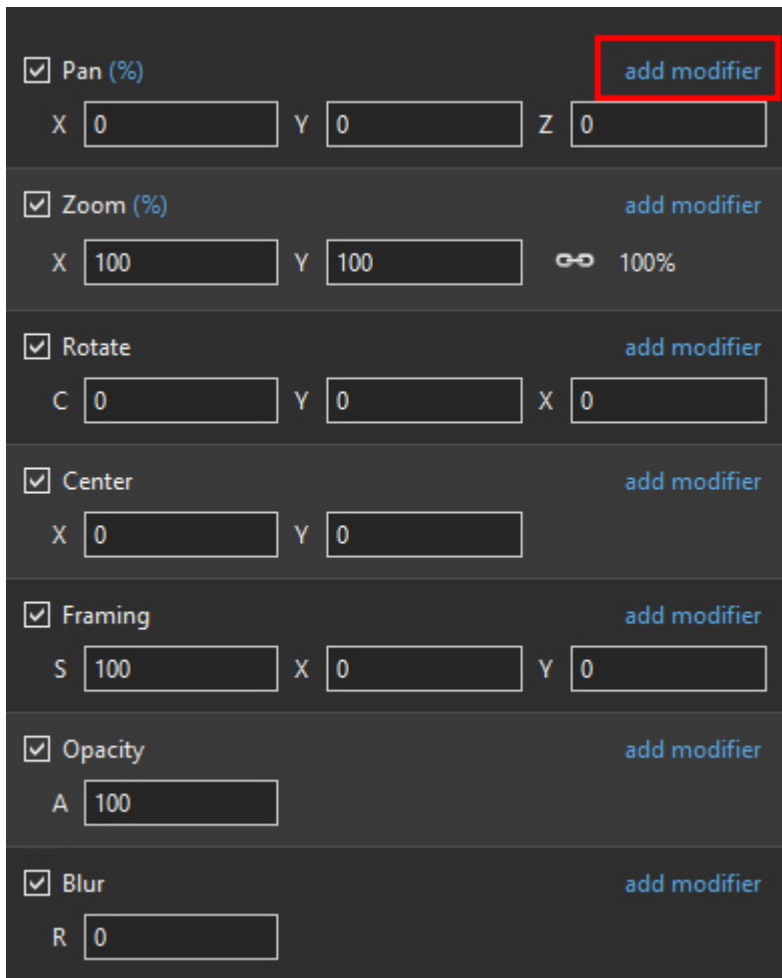 Pan (%) add modifier
X 0 Y 0 Z 0
Zoom (%) add modifier
X 100 Y 100 100%
Rotate add modifier
C 0 Y 0 X 0
Center add modifier
X 0 Y 0
Framing add modifier
S 100 X 0 Y 0
Opacity add modifier
A 100
Blur add modifier
R 0